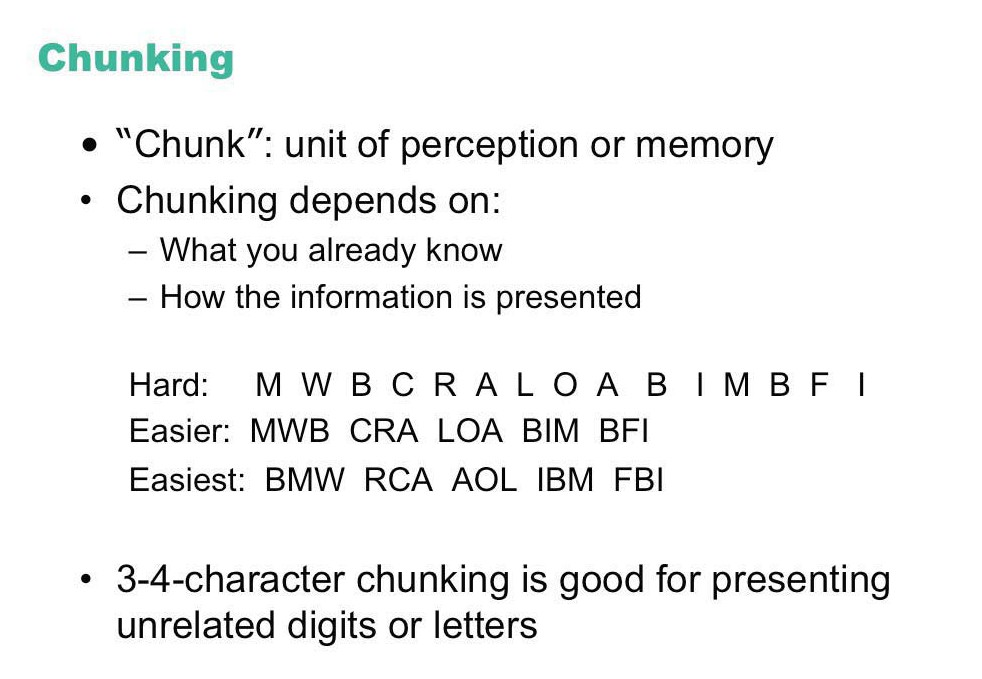 Chunking
• “Chunk”: unit of perception or memory
• Chunking depends on:
– What you already know
– How the information is presented
Hard: M W B C R A L O A B I M B F I
Easier: MWB CRA LOA BIM BFI
Easiest: BMW RCA AOL IBM FBI
• 3-4-character chunking is good for presenting
unrelated digits or letters